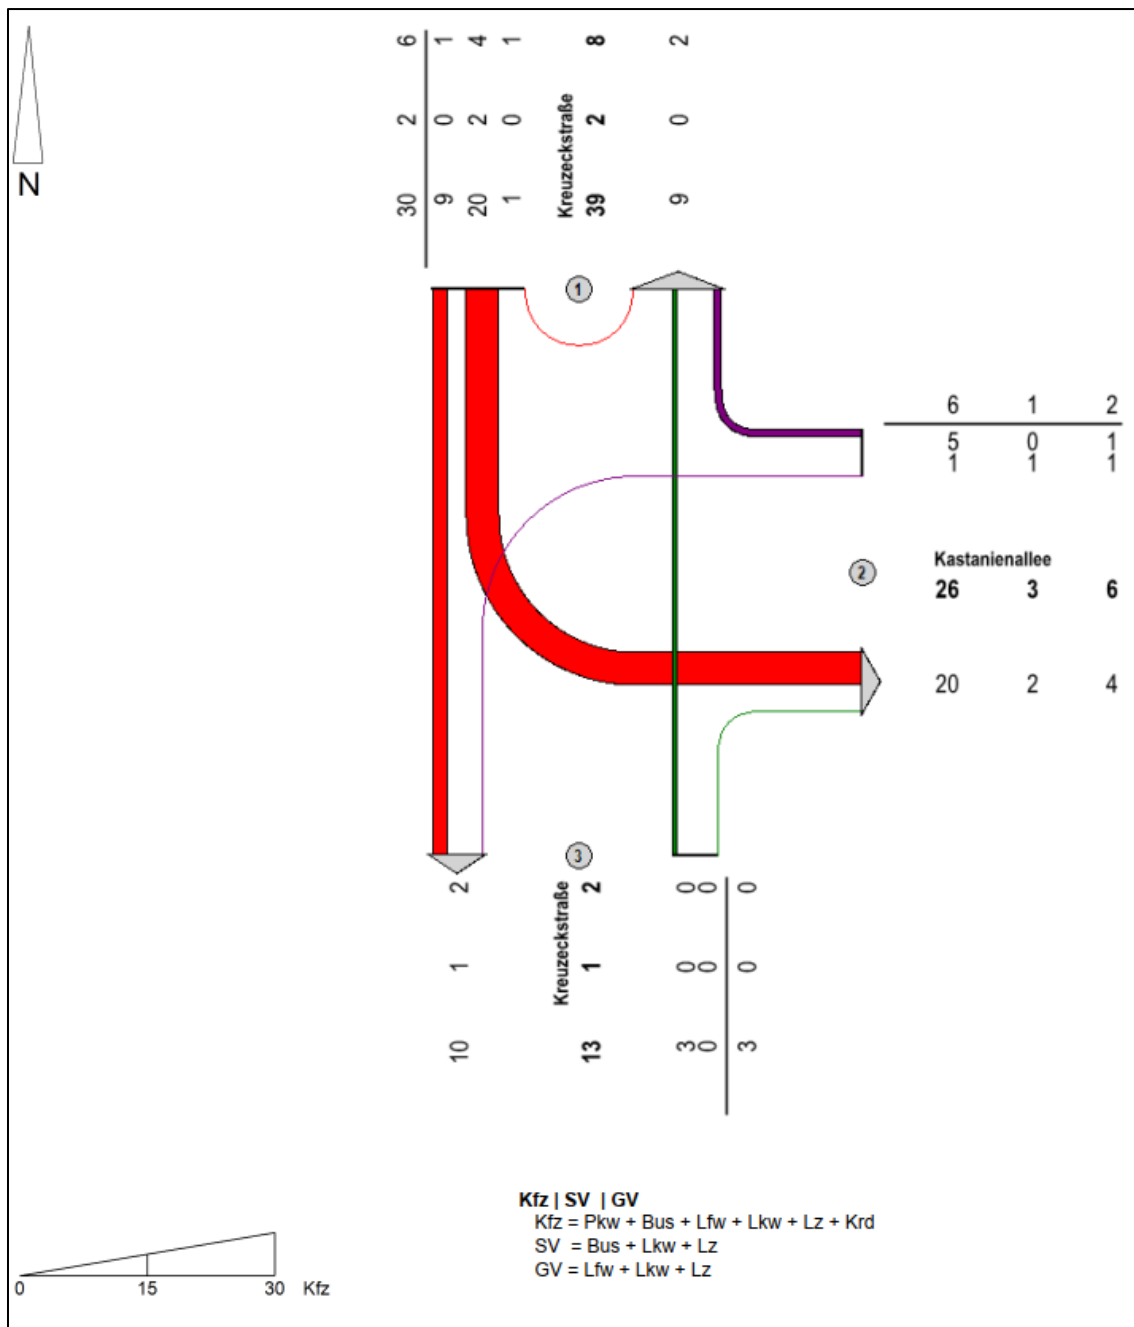 30 2 6
9 0 1
20 2 4
1 0 1
Kreuzeckstraße
39 2 8
9 0 2
N
1
6 1 2
5 0 1
1 1 1
Kastanienallee
2
26 3 6
20 2 4
3
10 1 2
Kreuzeckstraße
13 1 2
3 0 0
0 0 0
3 0 0
Kfz | SV | GV
Kfz = Pkw + Bus + Lfw + Lkw + Lz + Krd
SV = Bus + Lkw + Lz
GV = Lfw + Lkw + Lz
0 15 30 Kfz